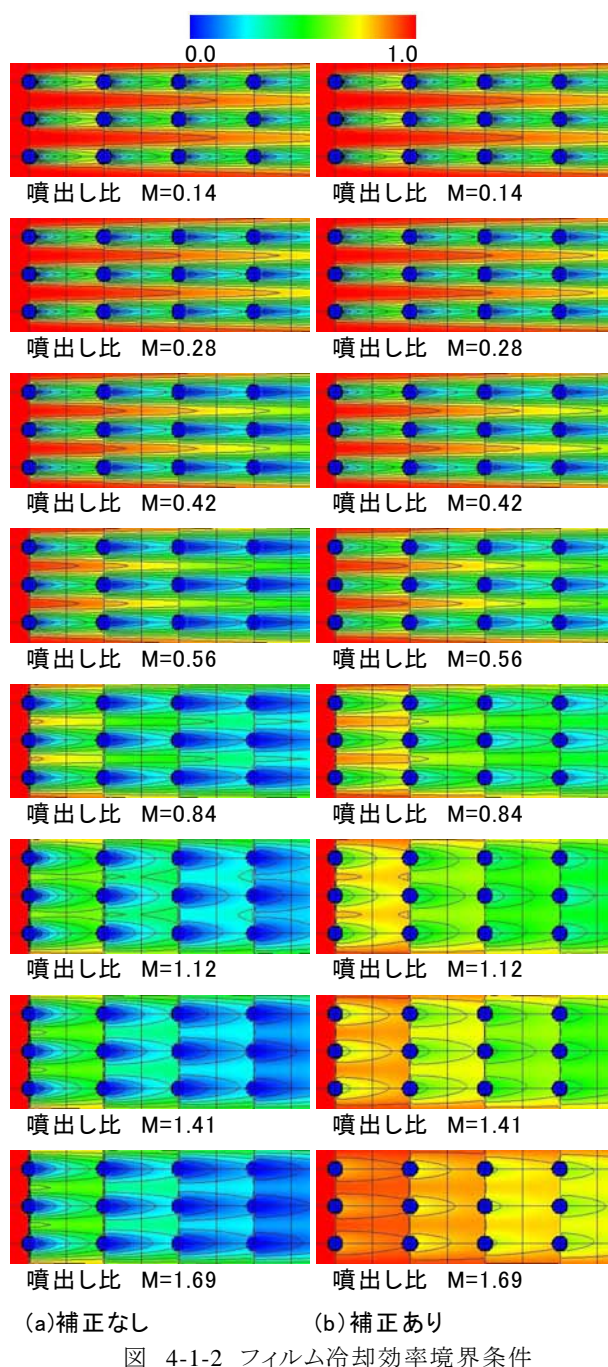 0.0 1.0
噴出し比 M=0.14 噴出し比 M=0.14
噴出し比 M=0.28 噴出し比 M=0.28
噴出し比 M=0.42 噴出し比 M=0.42
噴出し比 M=0.56 噴出し比 M=0.56
噴出し比 M=0.84 噴出し比 M=0.84
噴出し比 M=1.12 噴出し比 M=1.12
噴出し比 M=1.41 噴出し比 M=1.41
噴出し比 M=1.69 噴出し比 M=1.69
(a)補正なし (b)補正あり
図 4-1-2 フィルム冷却効率境界条件